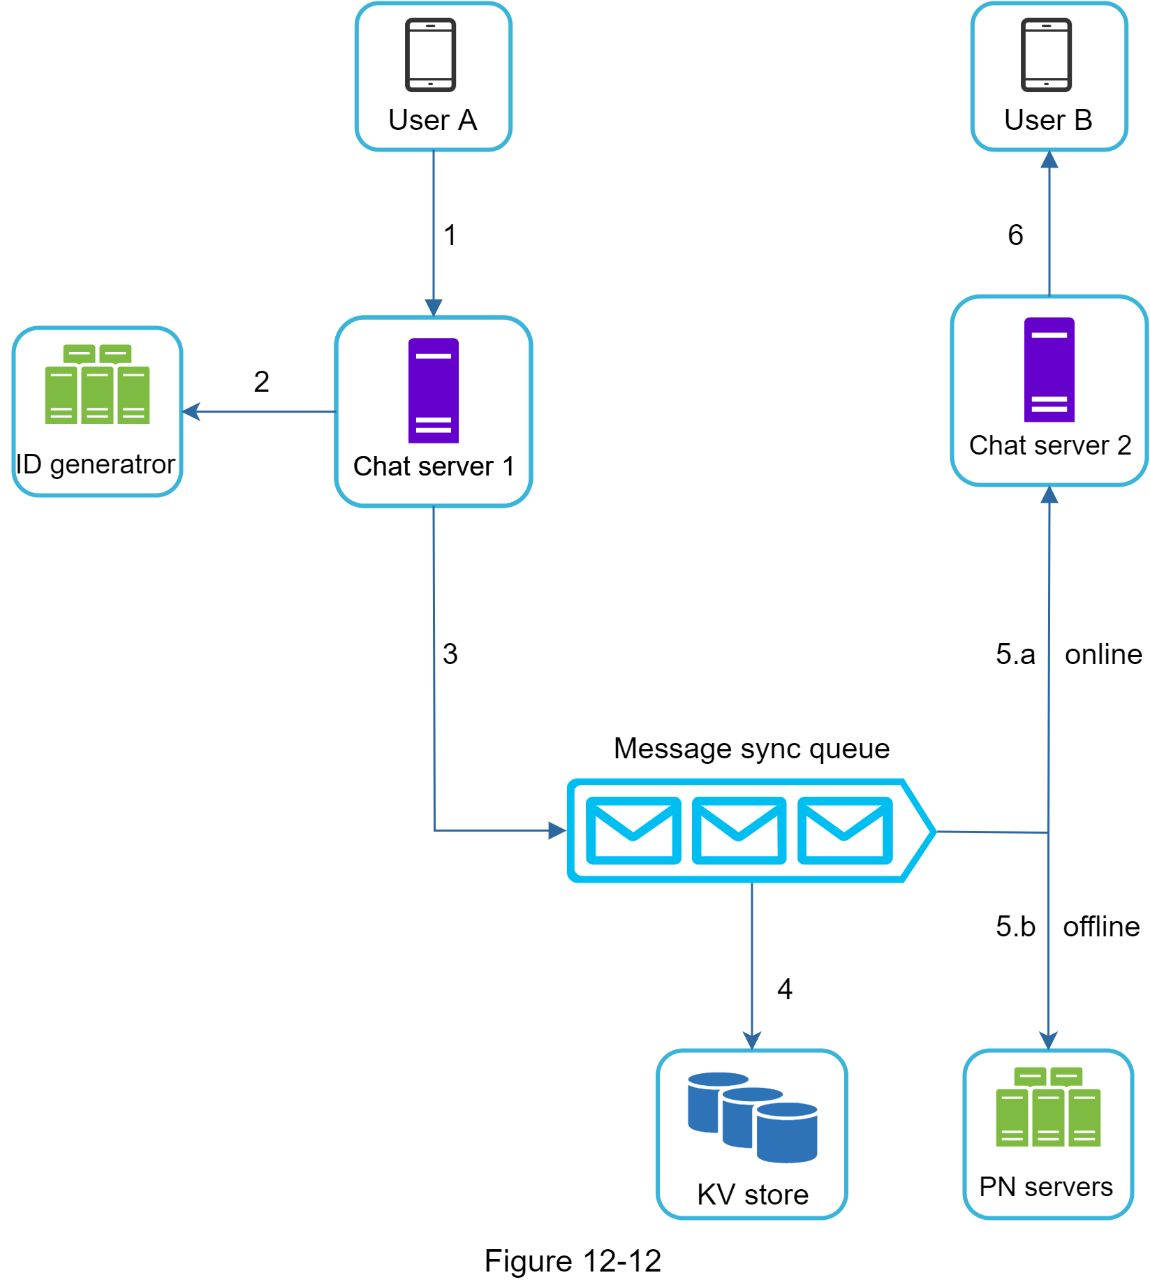 User A
User B
1
6
2
ID generatror
Chat server 1
Chat server 2
3
5.a
online
Message sync queue
5.b
offline
4
KV store
PN servers
Figure 12-12